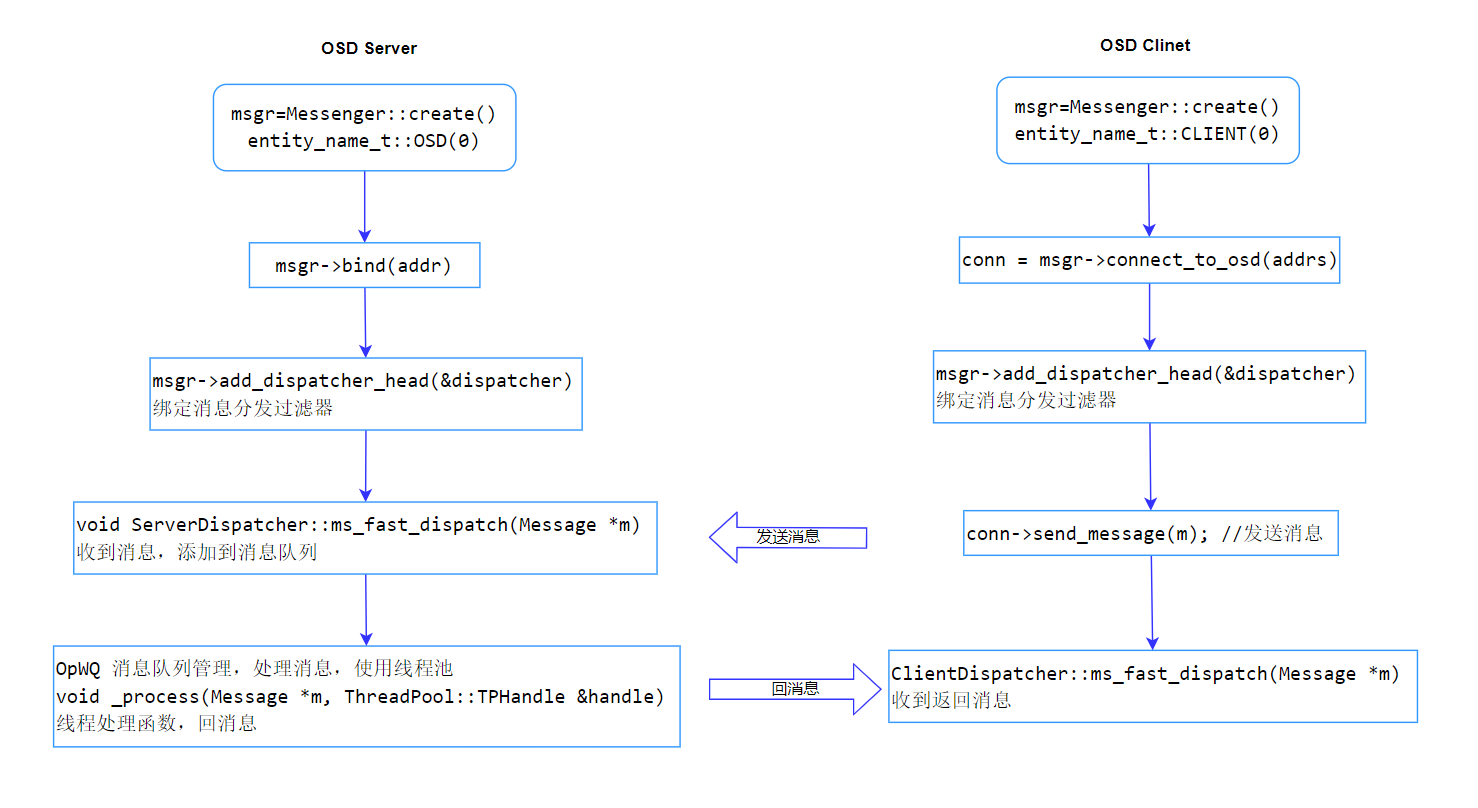 OSD Server
msgr=Messenger::create()
entity_name_t::OSD(0)
msgr->bind(addr)
msgr->add_dispatcher_head(&dispatcher)
绑定消息分发过滤器
void ServerDispatcher::ms_fast_dispatch(Message *m)
收到消息，添加到消息队列
OpWQ 消息队列管理，处理消息，使用线程池
void _process(Message *m, ThreadPool::TPHandle &handle)
线程处理函数，回消息
发送消息
回消息
OSD Clinet
msgr=Messenger::create()
entity_name_t::CLIENT(0)
conn = msgr->connect_to_osd(addrs)
msgr->add_dispatcher_head(&dispatcher)
绑定消息分发过滤器
conn->send_message(m); //发送消息
ClientDispatcher::ms_fast_dispatch(Message *m)
收到返回消息